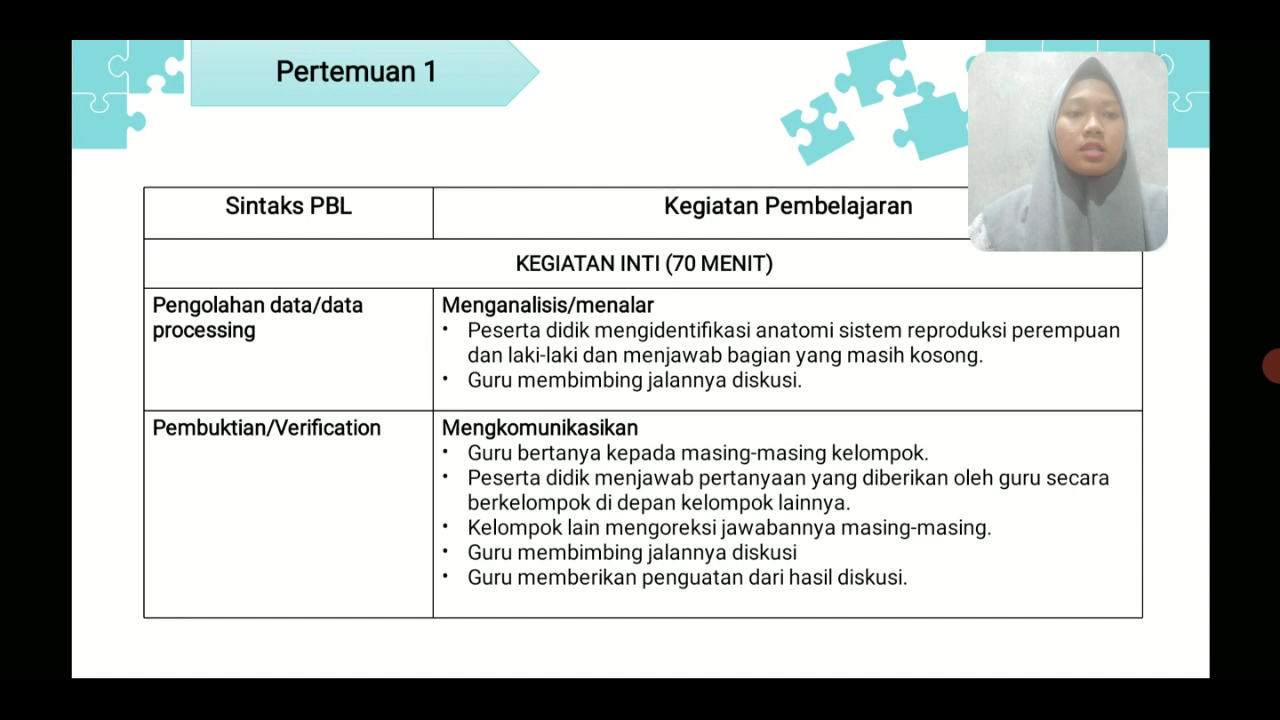 Pertemuan 1
Sintaks PBL
Kegiatan Pembelajaran
KEGIATAN INTI (70 MENIT)
Pengolahan data/data
processing
Menganalisis/menalar
• Peserta didik mengidentifikasi anatomi sistem reproduksi perempuan
dan laki-laki dan menjawab bagian yang masih kosong.
• Guru membimbing jalannya diskusi.
Pembuktian/Verification
Mengkomunikasikan
• Guru bertanya kepada masing-masing kelompok.
• Peserta didik menjawab pertanyaan yang diberikan oleh guru secara
berkelompok di depan kelompok lainnya.
• Kelompok lain mengoreksi jawabannya masing-masing.
• Guru membimbing jalannya diskusi
• Guru memberikan penguatan dari hasil diskusi.